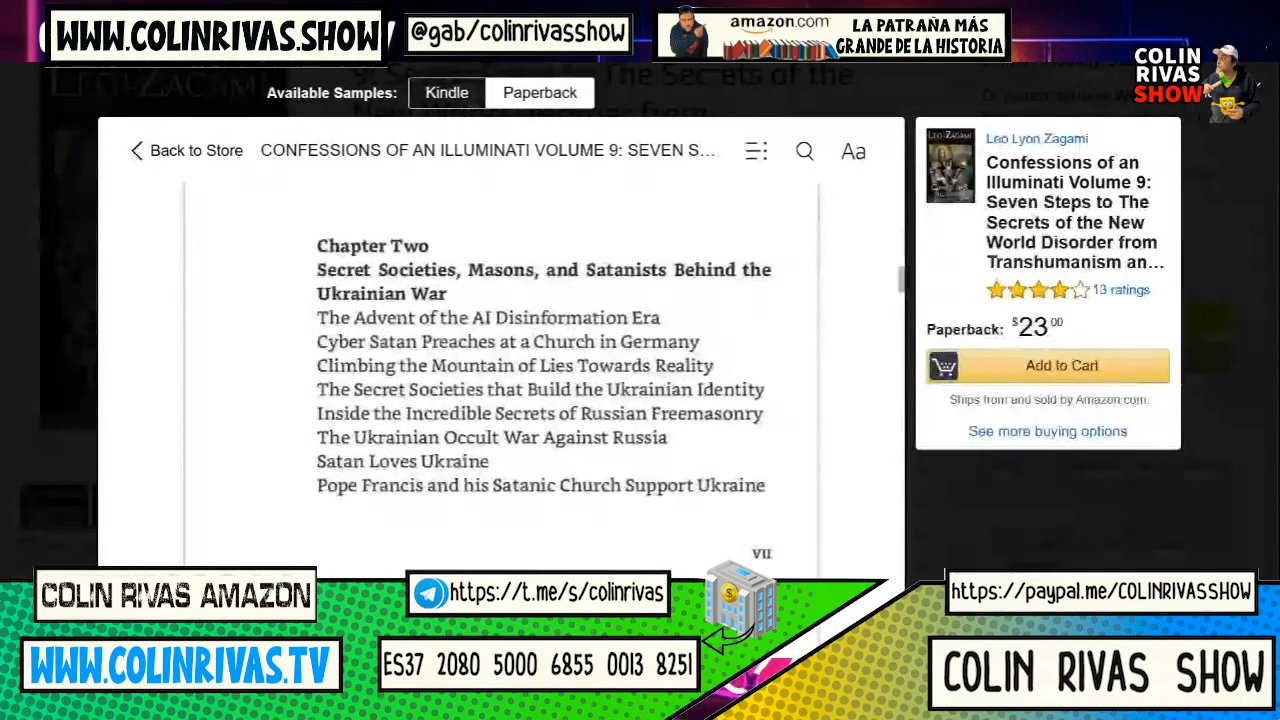 WWW.COLINRIVAS.SHOW
@gab/colinrivasshow
amazon.com
LA PATRAÑA MÁS
GRANDE DE LA HISTORIA
COLIN
RIVAS
SHOW
LEO ZAGAMI
The Secrets of the
Available Samples:
Kindle
Paperback
Back to Store
CONFESSIONS OF AN ILLUMINATI VOLUME 9: SEVEN S...
Aa
Chapter Two
Secret Societies, Masons, and Satanists Behind the
Ukrainian War
The Advent of the AI Disinformation Era
Cyber Satan Preaches at a Church in Germany
Climbing the Mountain of Lies Towards Reality
The Secret Societies that Build the Ukrainian Identity
Inside the Incredible Secrets of Russian Freemasonry
The Ukrainian Occult War Against Russia
Satan Loves Ukraine
Pope Francis and his Satanic Church Support Ukraine
VII
LEO ZAGAMI
Leo Lyon Zagami
Confessions of an
Illuminati Volume 9:
Seven Steps to The
Secrets of the New
World Disorder from
Transhumanism an...
13 ratings
Paperback: $23 00
Add to Cart
Ships from and sold by Amazon.com.
See more buying options
COLIN RIVAS AMAZON
https://t.me/s/colinrivas
$
https://paypal.me/COLINRIVASSHOW
WWW.COLINRIVAS.TV
ES37 2080 5000 6855 0013 8251
COLIN RIVAS SHOW